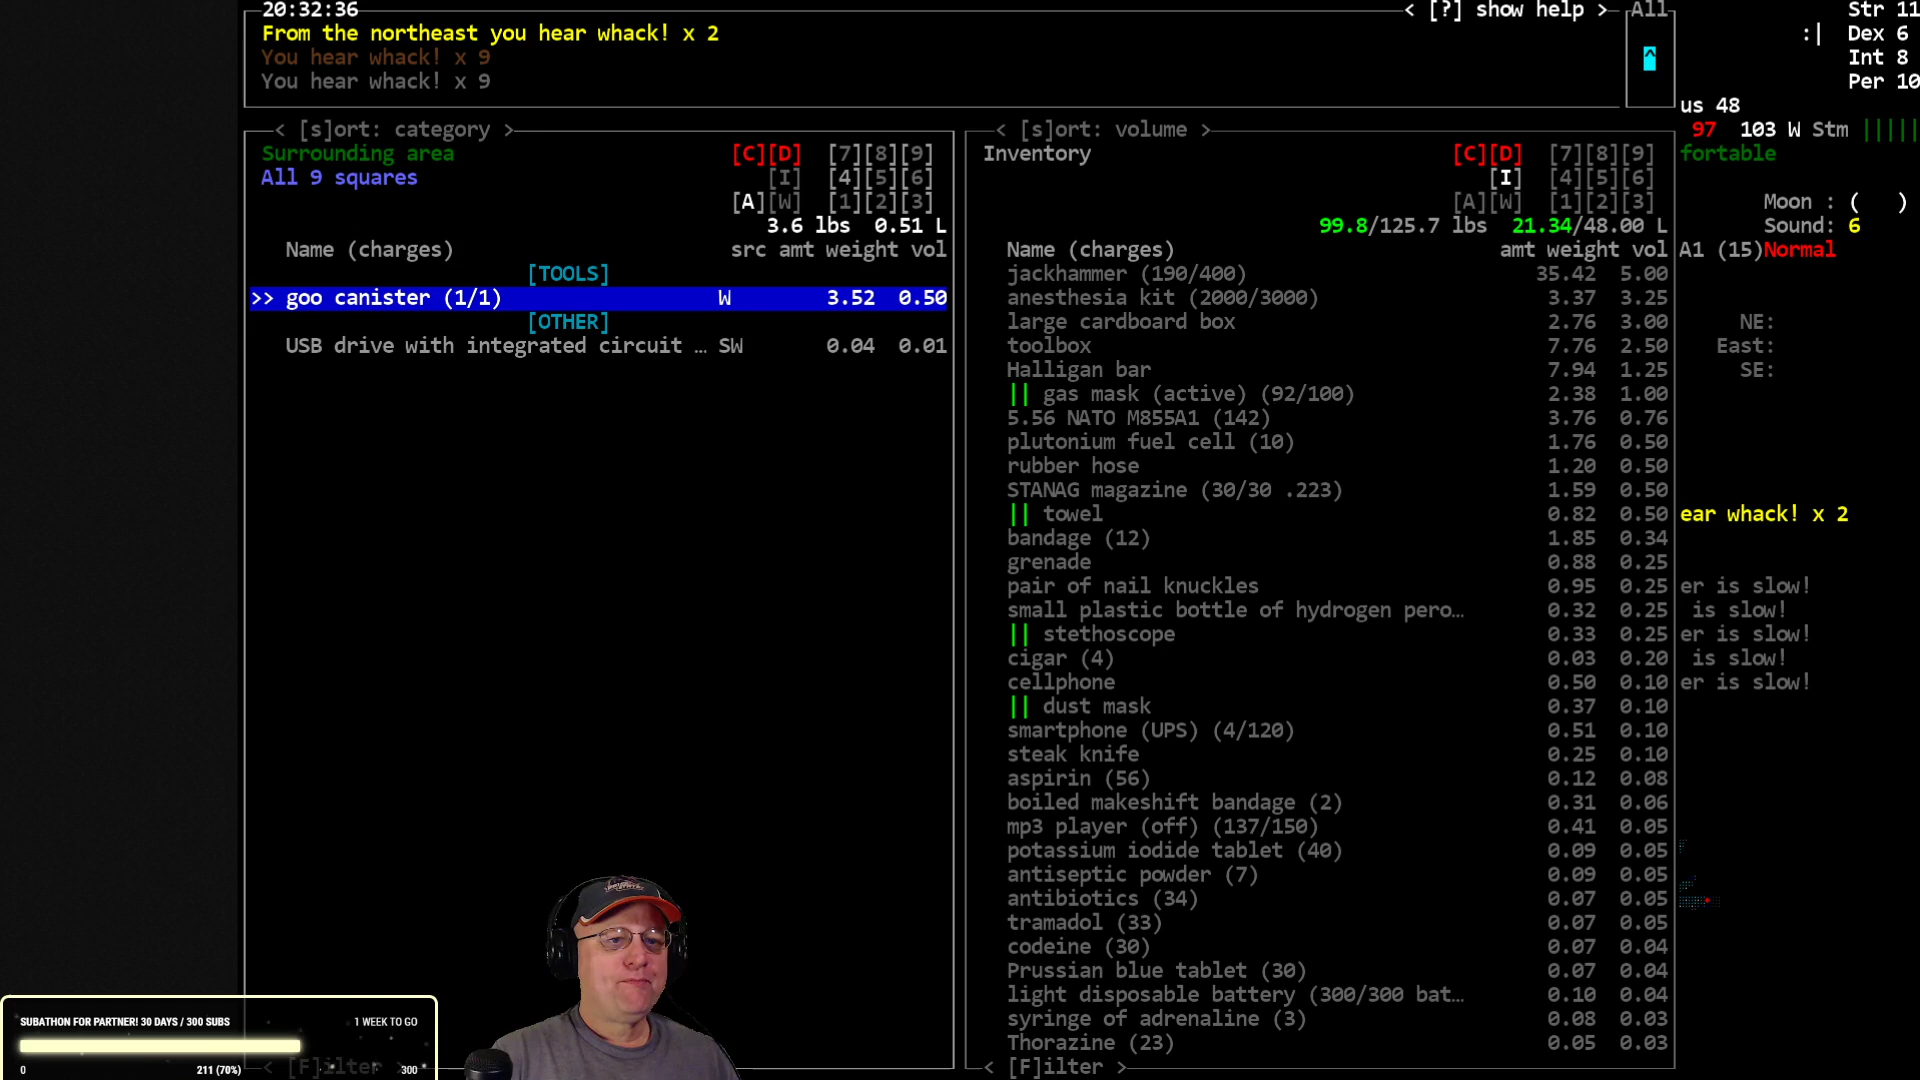 20:32:36
< [?] show help >
All
Str 11
From the northeast you hear whack! x 2
:|
Dex 6
You hear whack! x 9
^
Int 8
You hear whack! x 9
Per 10
us 48
< [s]ort: category >
< [s]ort: volume >
97 103 W Stm |||||
Surrounding area
[C][D] [7][8][9]
Inventory
[C][D] [7][8][9]
fortable
All 9 squares
[I] [4][5][6]
[I] [4][5][6]
[A][W] [1][2][3]
[A][W] [1][2][3]
Moon : ( )
3.6 lbs 0.51 L
99.8/125.7 lbs 21.34/48.00 L
Sound: 6
Name (charges) src amt weight vol
Name (charges) amt weight vol
A1 (15)Normal
[TOOLS]
>> goo canister (1/1) W 3.52 0.50
[OTHER]
USB drive with integrated circuit … SW 0.04 0.01
jackhammer (190/400) 35.42 5.00
anesthesia kit (2000/3000) 3.37 3.25
large cardboard box 2.76 3.00
NE:
toolbox 7.76 2.50
East:
Halligan bar 7.94 1.25
SE:
|| gas mask (active) (92/100) 2.38 1.00
5.56 NATO M855A1 (142) 3.76 0.76
plutonium fuel cell (10) 1.76 0.50
rubber hose 1.20 0.50
STANAG magazine (30/30 .223) 1.59 0.50
|| towel 0.82 0.50
ear whack! x 2
bandage (12) 1.85 0.34
grenade 0.88 0.25
pair of nail knuckles 0.95 0.25
er is slow!
small plastic bottle of hydrogen pero… 0.32 0.25
is slow!
|| stethoscope 0.33 0.25
er is slow!
cigar (4) 0.03 0.20
is slow!
cellphone 0.50 0.10
er is slow!
|| dust mask 0.37 0.10
smartphone (UPS) (4/120) 0.51 0.10
steak knife 0.25 0.10
aspirin (56) 0.12 0.08
boiled makeshift bandage (2) 0.31 0.06
mp3 player (off) (137/150) 0.41 0.05
potassium iodide tablet (40) 0.09 0.05
antiseptic powder (7) 0.09 0.05
antibiotics (34) 0.07 0.05
tramadol (33) 0.07 0.05
codeine (30) 0.07 0.04
Prussian blue tablet (30) 0.07 0.04
light disposable battery (300/300 bat… 0.10 0.04
syringe of adrenaline (3) 0.08 0.03
Thorazine (23) 0.05 0.03
< [F]ilter >
SUBATHON FOR PARTNER! 30 DAYS / 300 SUBS
1 WEEK TO GO
0
211 (70%)
300
< [F]ilter >